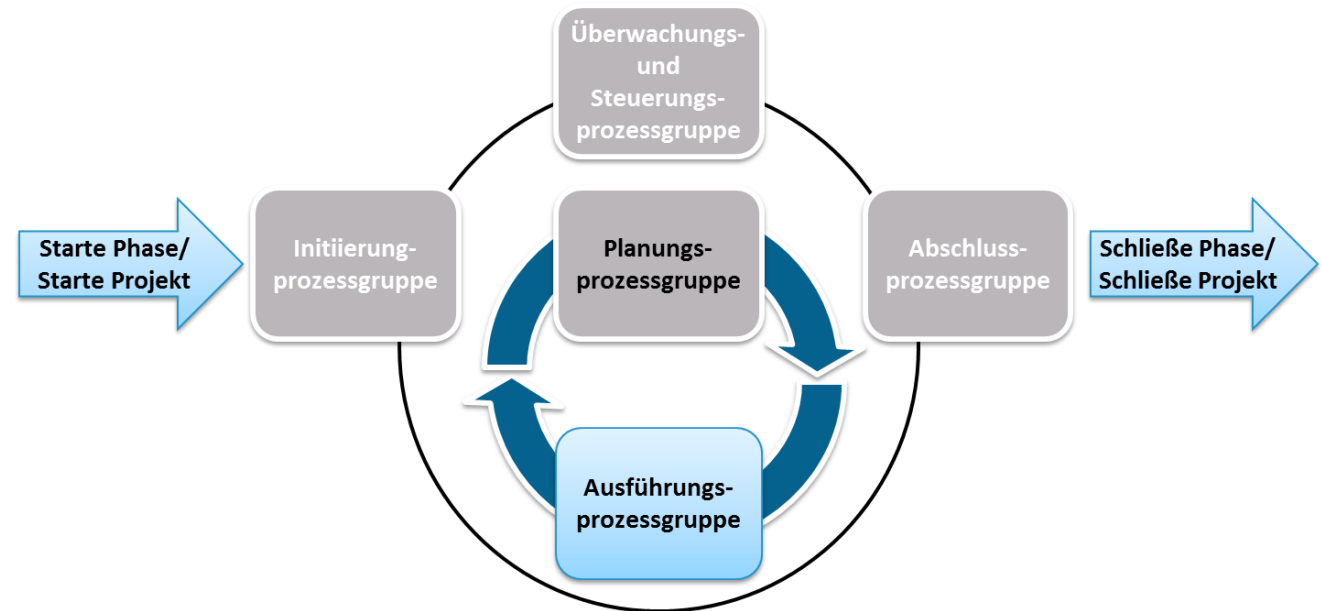 Überwachungs-
und
Steuerungs-
prozessgruppe
Starte Phase/
Starte Projekt
Initiierung-
prozessgruppe
Planungs-
prozessgruppe
Abschluss-
prozessgruppe
Schließe Phase/
Schließe Projekt
Ausführungs-
prozessgruppe